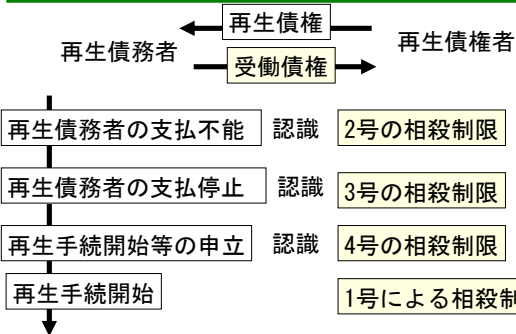 再生債権
再生債務者
再生債権者
受働債権
再生債務者の支払不能 認識 2号の相殺制限
再生債務者の支払停止 認識 3号の相殺制限
再生手続開始等の申立 認識 4号の相殺制限
再生手続開始
1号による相殺制